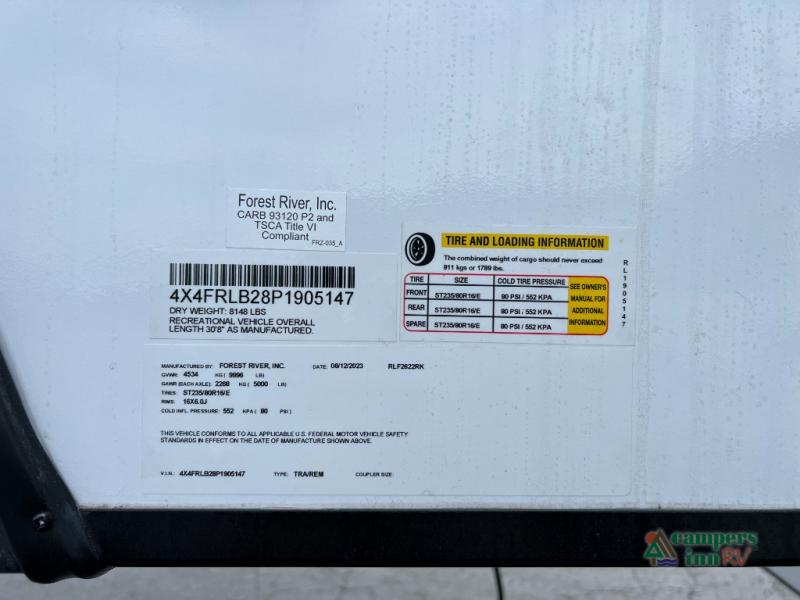 Forest River, Inc.
CARB 93120 P2 and
TSCA Title VI
Compliant
FRZ-035_A
4X4FRLB28P1905147
DRY WEIGHT: 8148 LBS
RECREATIONAL VEHICLE OVERALL
LENGTH 30'8" AS MANUFACTURED.
TIRE AND LOADING INFORMATION
The combined weight of cargo should never exceed
811 kgs or 1789 lbs.
TIRE SIZE COLD TIRE PRESSURE
FRONT ST235/80R16/E 80 PSI / 552 KPA
REAR ST235/80R16/E 80 PSI / 552 KPA
SPARE ST235/80R16/E 80 PSI / 552 KPA
SEE OWNER'S
MANUAL FOR
ADDITIONAL
INFORMATION
RL1905147
MANUFACTURED BY: FOREST RIVER, INC. DATE: 06/12/2023 RLF2622RK
GVWR: 4534 KG ( 9996 LB)
GAWR (EACH AXLE): 2268 KG ( 5000 LB)
TIRES: ST235/80R16/E
RIMS: 16X6.0J
COLD INFL. PRESSURE: 552 KPA ( 80 PSI )
THIS VEHICLE CONFORMS TO ALL APPLICABLE U.S. FEDERAL MOTOR VEHICLE SAFETY
STANDARDS IN EFFECT ON THE DATE OF MANUFACTURE SHOWN ABOVE.
V.I.N.: 4X4FRLB28P1905147 TYPE: TRA/REM COUPLER SIZE:
campers
inn RV